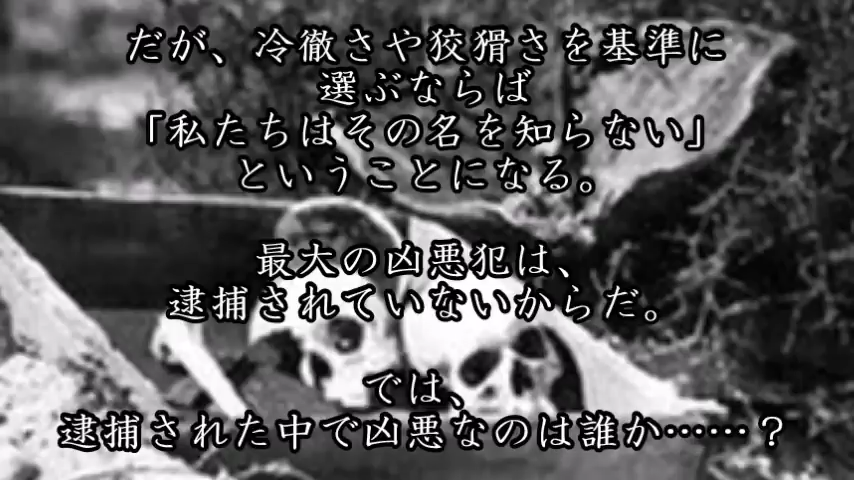 だが、冷徹さや狡猾さを基準に
選ぶならば
「私たちはその名を知らない」
ということになる。
最大の凶悪犯は、
逮捕されていないからだ。
では、
逮捕された中で凶悪なのは誰か……？